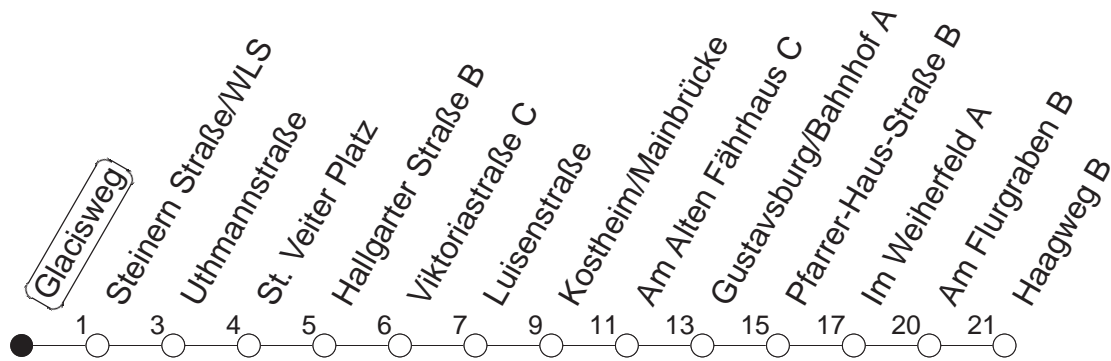 Glacisweg
Steinern Straße/WLS
Uthmannstraße
St. Veiter Platz
Hallgarter Straße B
Viktoriastraße C
Luisenstraße
Kostheim/Mainbrücke
Am Alten Fährhaus C
Gustavsburg/Bahnhof A
Pfarrer-Haus-Straße B
Im Weiherfeld A
Am Flurgraben B
Haagweg B
1 3 4 5 6 7 9 11 13 15 17 20 21